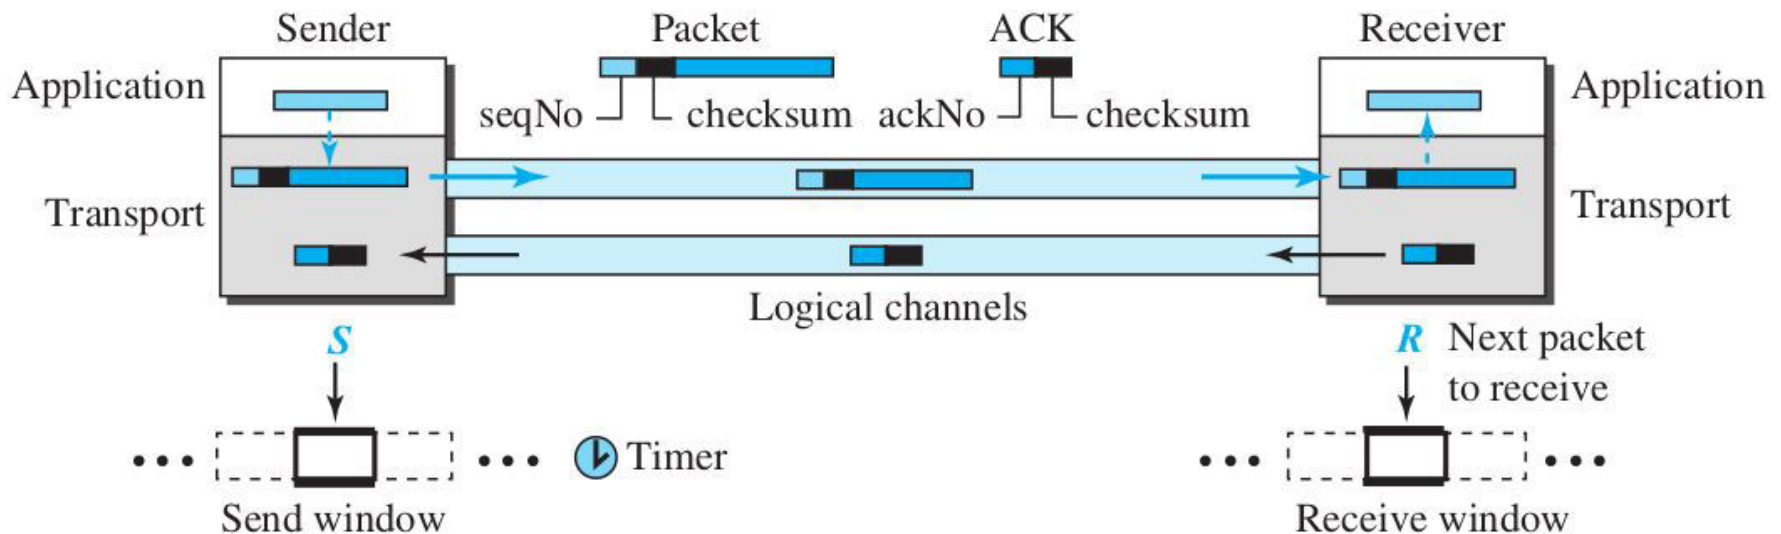 Sender
Packet
ACK
Receiver
Application
seqNo
checksum
ackNo
checksum
Application
Transport
Transport
Logical channels
S
R Next packet
to receive
••• ••• Timer ••• •••
Send window
Receive window